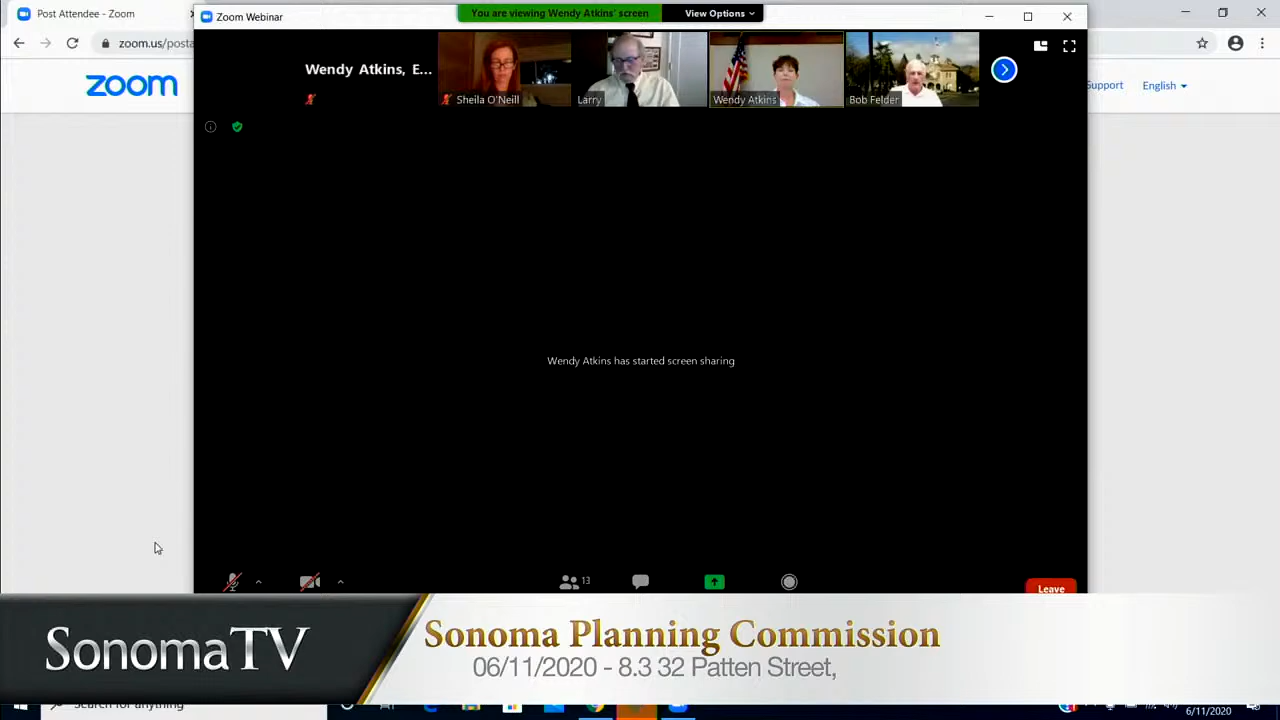 Post Attendee - Zoom
Zoom Webinar
You are viewing Wendy Atkins' screen
View Options
zoom.us/posta
zoom
Support
English
Wendy Atkins, E...
Sheila O'Neill
Larry
Wendy Atkins
Bob Felder
Wendy Atkins has started screen sharing
13
Leave
SonomaTV
Sonoma Planning Commission
06/11/2020 - 8.3 32 Patten Street,
Search for anything
6/11/2020